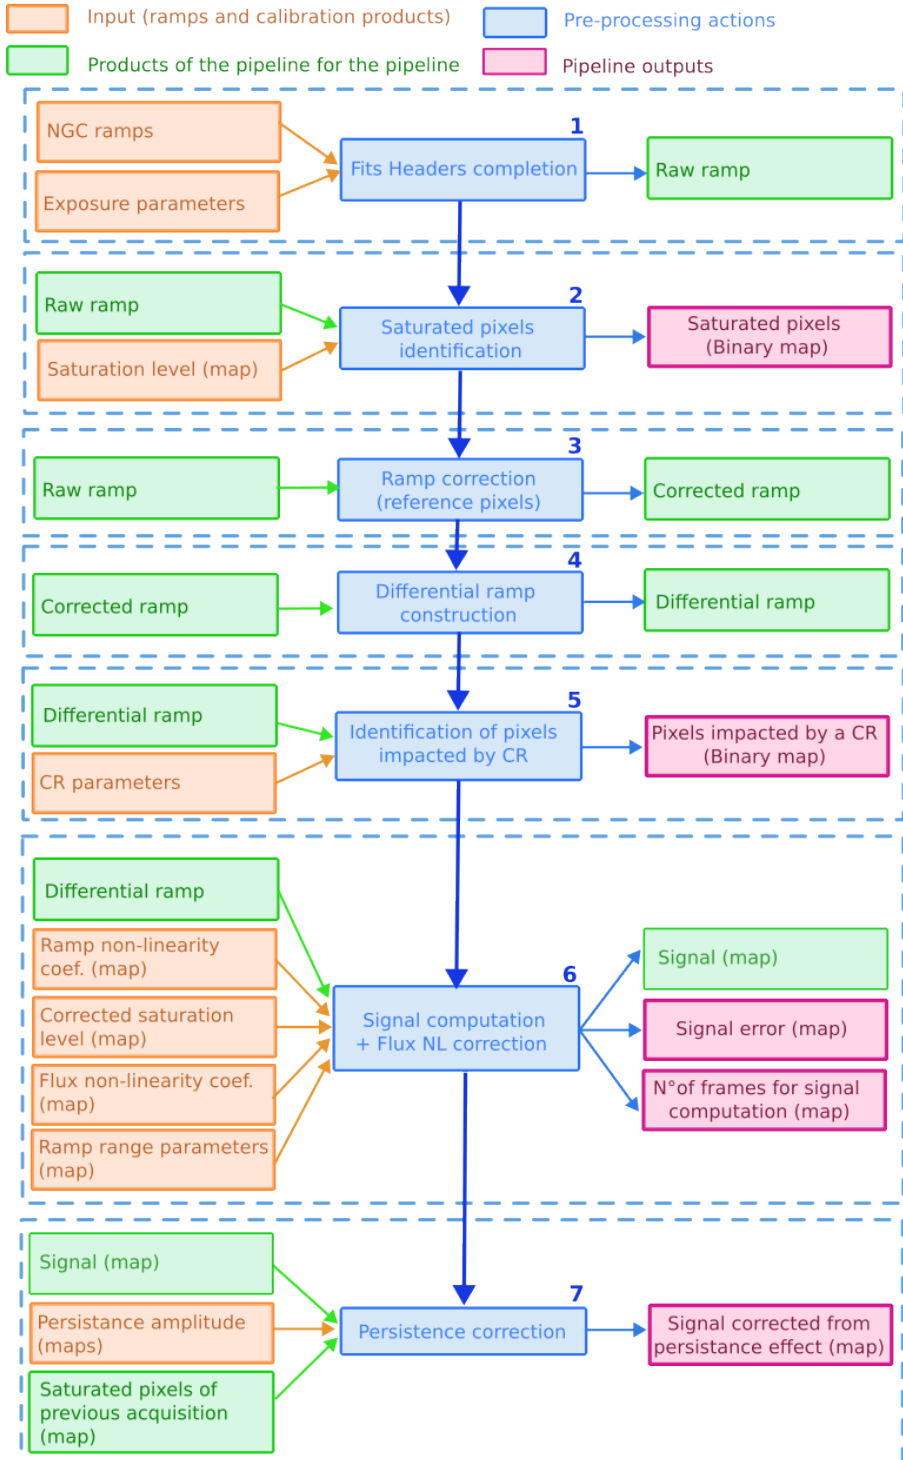 Input (ramps and calibration products)
Pre-processing actions
Products of the pipeline for the pipeline
Pipeline outputs
NGC ramps
Exposure parameters
1
Fits Headers completion
Raw ramp
Raw ramp
Saturation level (map)
2
Saturated pixels
identification
Saturated pixels
(Binary map)
Raw ramp
3
Ramp correction
(reference pixels)
Corrected ramp
Corrected ramp
4
Differential ramp
construction
Differential ramp
Differential ramp
CR parameters
5
Identification of pixels
impacted by CR
Pixels impacted by a CR
(Binary map)
Differential ramp
Ramp non-linearity
coef. (map)
Corrected saturation
level (map)
Flux non-linearity coef.
(map)
Ramp range parameters
(map)
6
Signal computation
+ Flux NL correction
Signal (map)
Signal error (map)
N°of frames for signal
computation (map)
Signal (map)
Persistance amplitude
(maps)
Saturated pixels of
previous acquisition
(map)
7
Persistence correction
Signal corrected from
persistance effect (map)